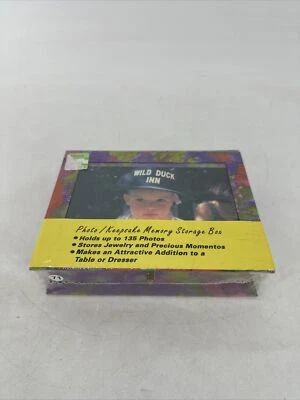 WILD DUCK
INN
Photo / Keepsake Memory Storage Box
• Holds up to 135 Photos
• Stores Jewelry and Precious Momentos
• Makes an Attractive Addition to a
Table or Dresser